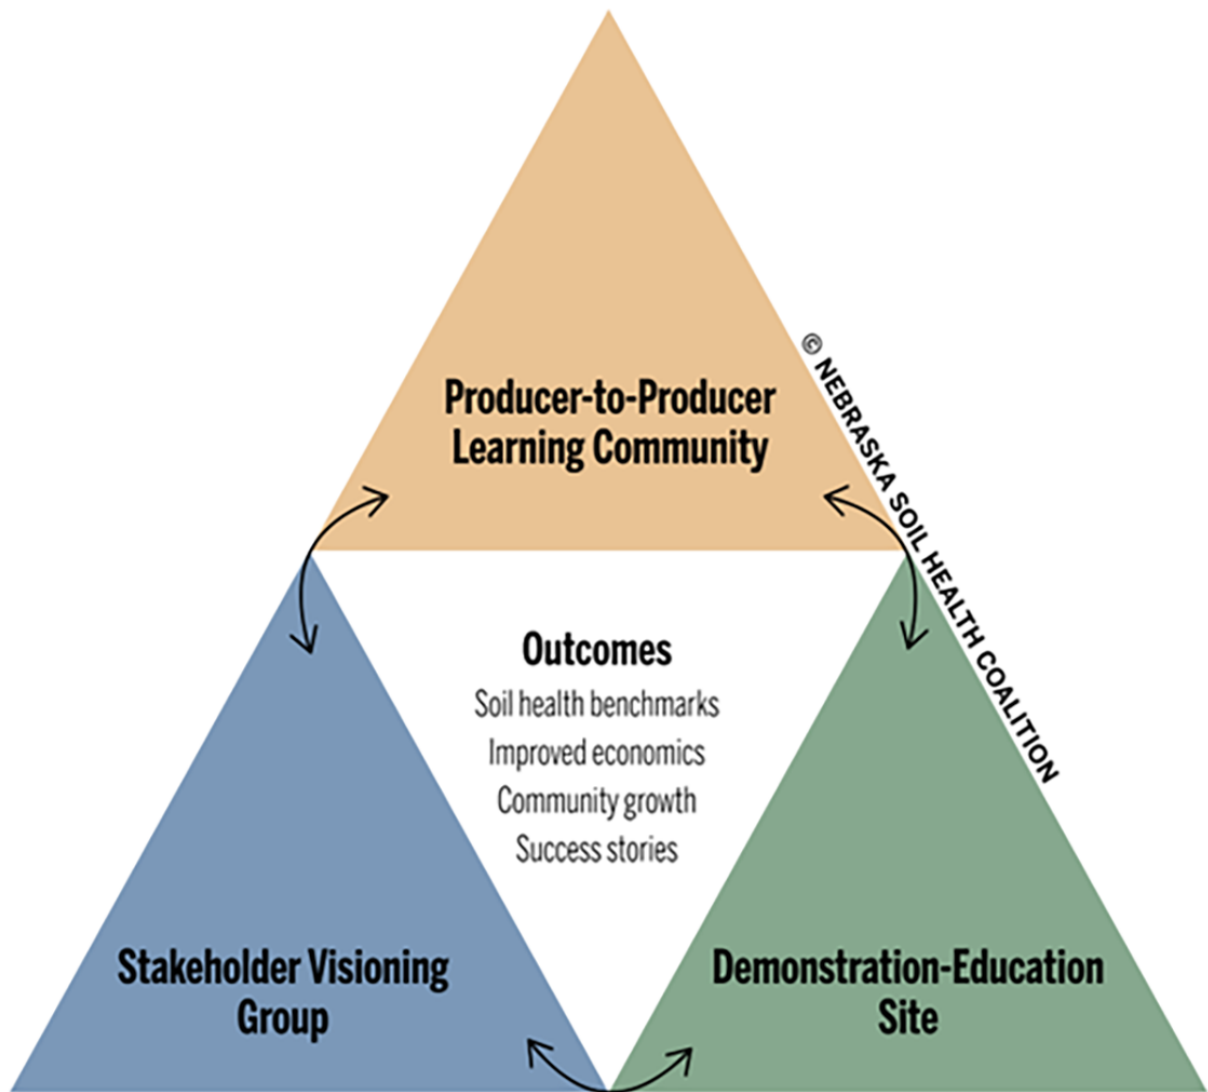 Producer-to-Producer
Learning Community
© NEBRASKA SOIL HEALTH COALITION
Outcomes
Soil health benchmarks
Improved economics
Community growth
Success stories
Stakeholder Visioning
Group
Demonstration-Education
Site